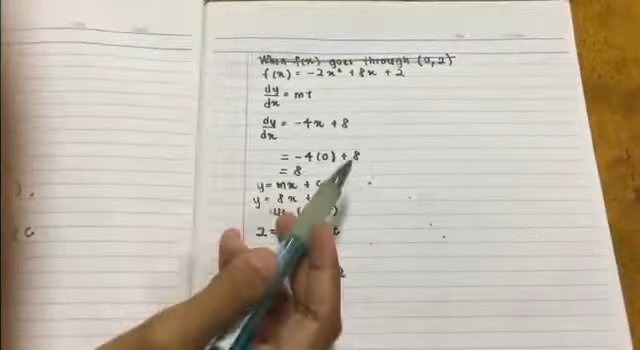 When f(x) goes through (0,2)
f(x) = -2x² + 8x + 2
dy/dx = mT
dy/dx = -4x + 8
= -4(0) + 8
= 8
y = mx + c
y = 8x +
2 =
2